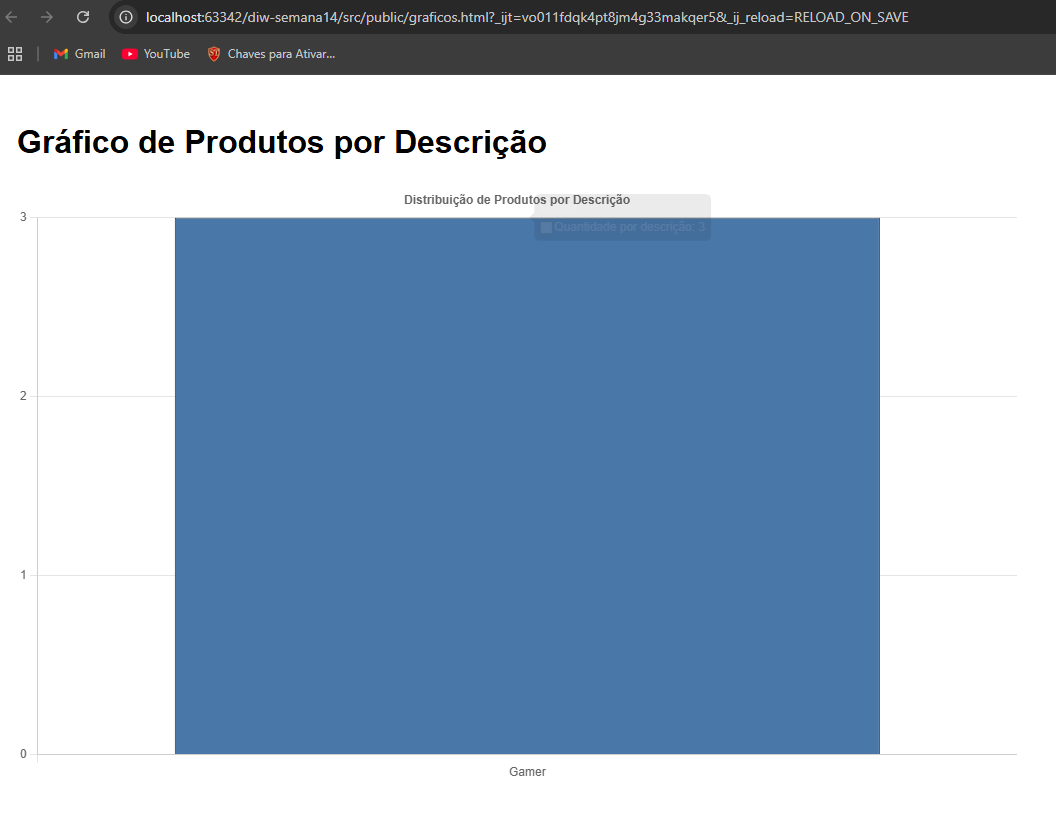 localhost:63342/diw-semana14/src/public/graficos.html?_ijt=vo011fdqk4pt8jm4g33makqer5&_ij_reload=RELOAD_ON_SAVE
Gmail YouTube Chaves para Ativar...
Gráfico de Produtos por Descrição
Distribuição de Produtos por Descrição
3
Quantidade por descrição: 3
2
1
0
Gamer